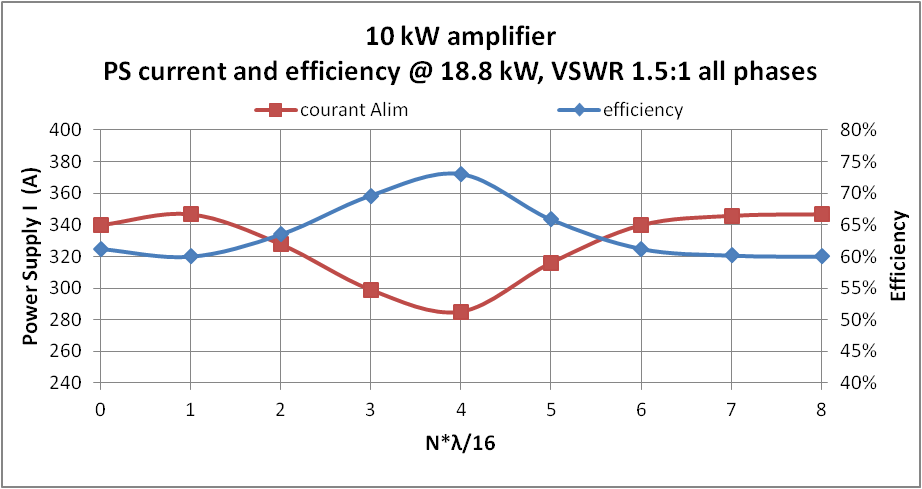 10 kW amplifier
PS current and efficiency @ 18.8 kW, VSWR 1.5:1 all phases
courant Alim efficiency
400 80%
380 75%
360 70%
340 65%
320 60%
300 55%
280 50%
260 45%
240 40%
Power Supply I (A)
Efficiency
0 1 2 3 4 5 6 7 8
N*λ/16